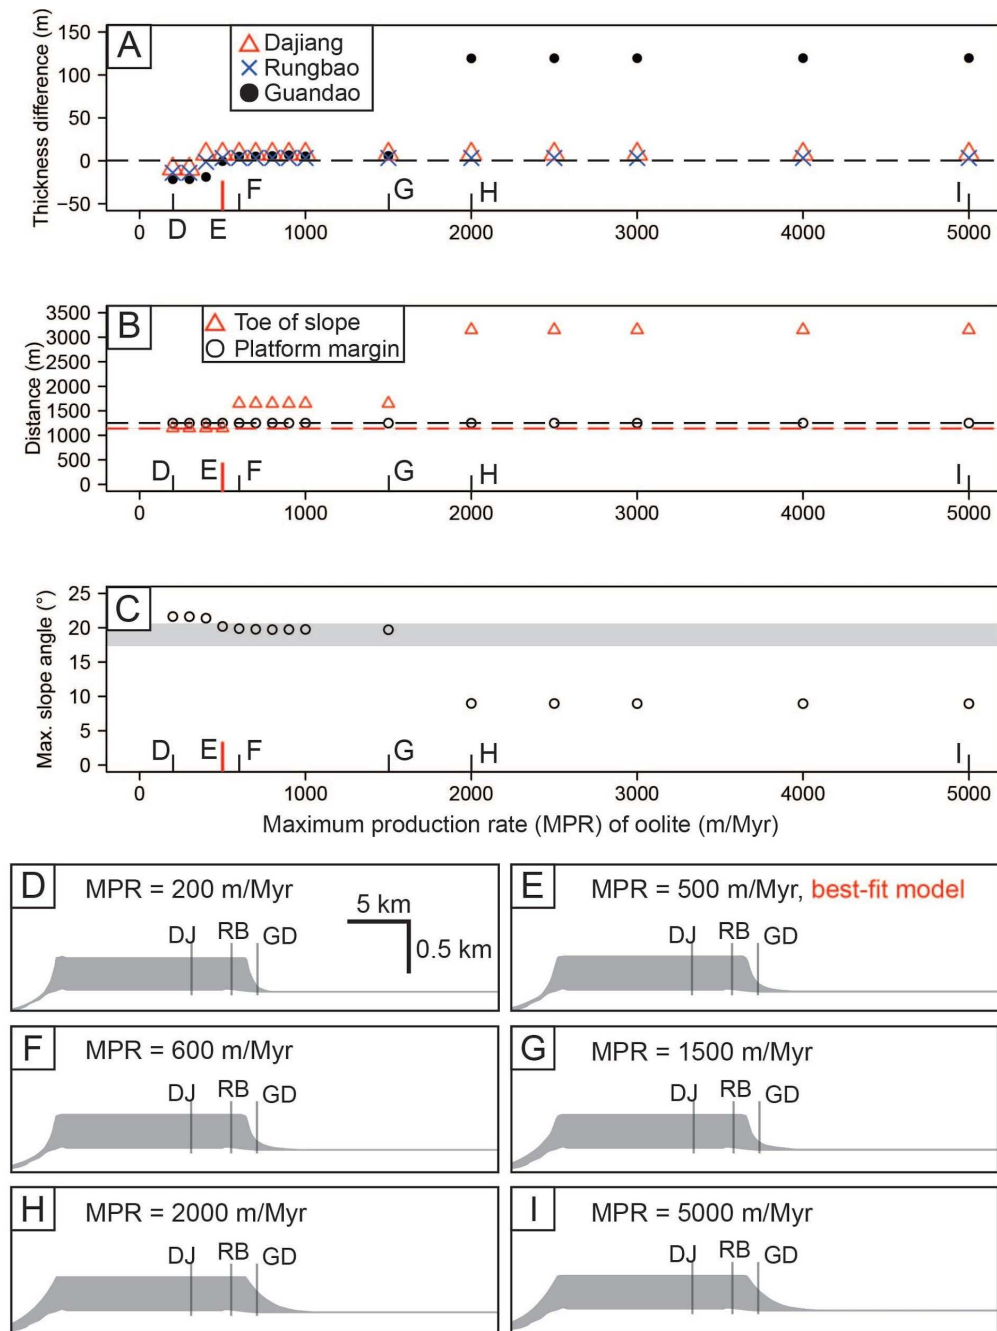 A
Thickness difference (m)
150
100
50
0
−50
Dajiang
Rungbao
Guandao
D
E
F
G
H
I
0
1000
2000
3000
4000
5000
B
Distance (m)
3500
3000
2500
2000
1500
1000
500
0
Toe of slope
Platform margin
D
E
F
G
H
I
0
1000
2000
3000
4000
5000
C
Max. slope angle (°)
25
20
15
10
5
0
D
E
F
G
H
I
0
1000
2000
3000
4000
5000
Maximum production rate (MPR) of oolite (m/Myr)
D
MPR = 200 m/Myr
5 km
0.5 km
DJ
RB
GD
E
MPR = 500 m/Myr, best-fit model
DJ
RB
GD
F
MPR = 600 m/Myr
DJ
RB
GD
G
MPR = 1500 m/Myr
DJ
RB
GD
H
MPR = 2000 m/Myr
DJ
RB
GD
I
MPR = 5000 m/Myr
DJ
RB
GD